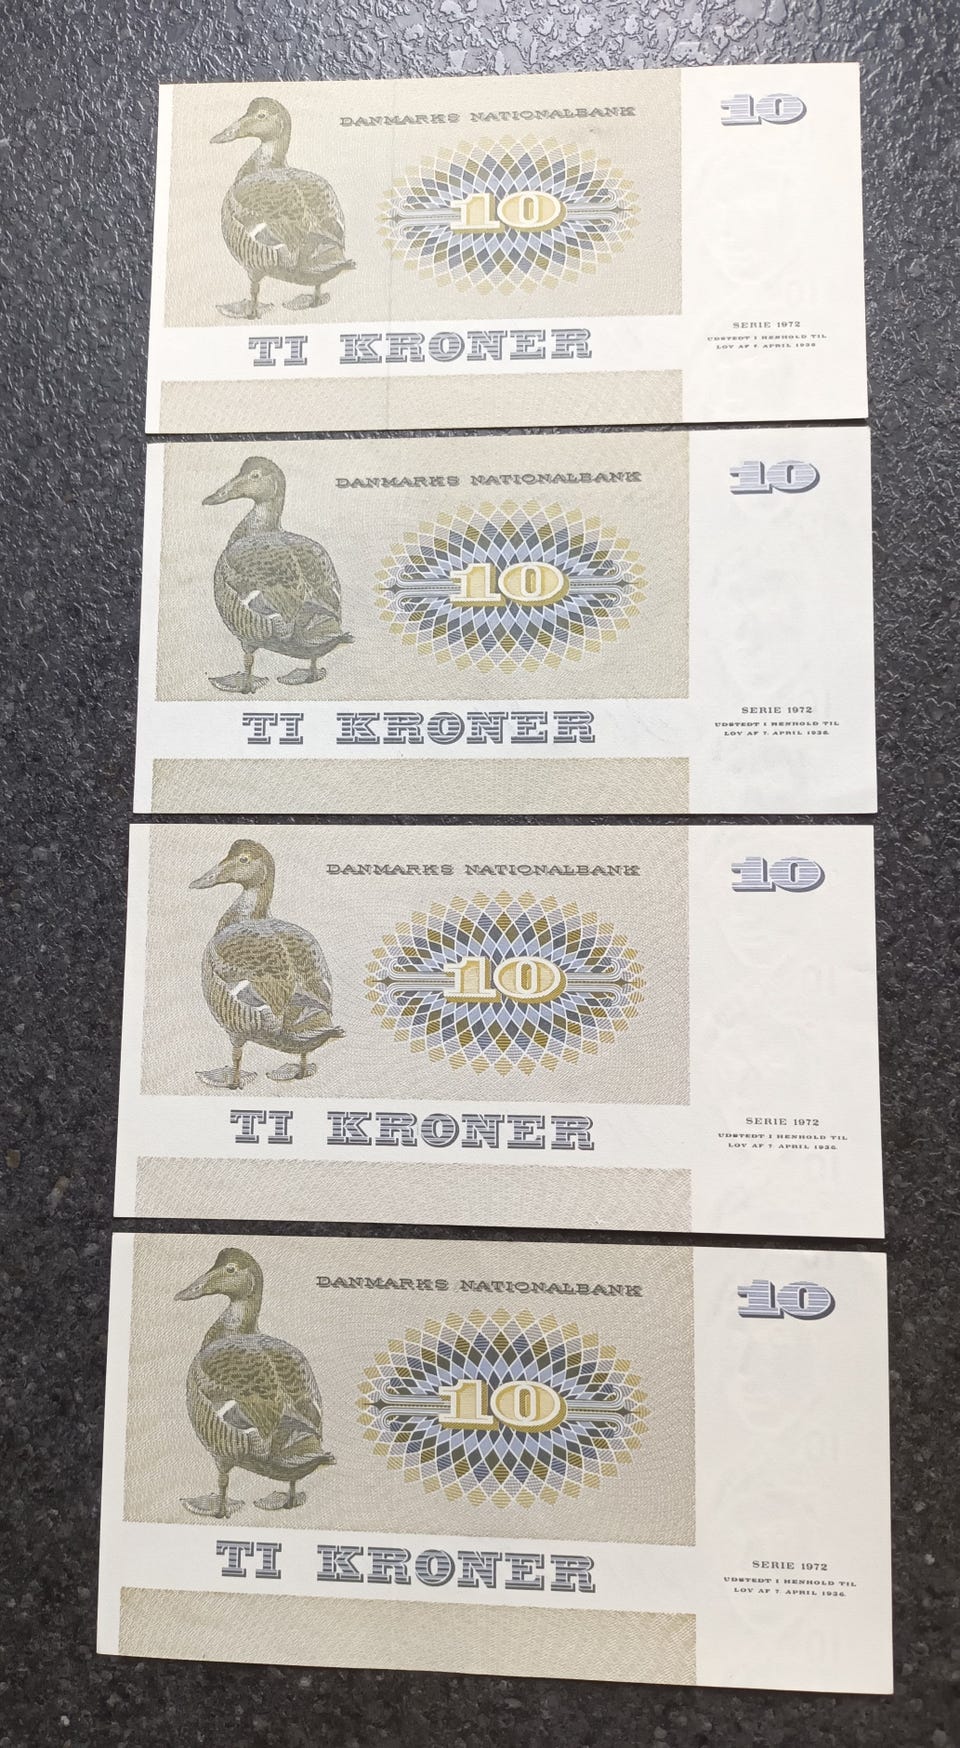 DANMARKS NATIONALBANK
10
10
TI KRONER
SERIE 1972
UDSTEDT I HENHOLD TIL
LOV AF 7. APRIL 1936
DANMARKS NATIONALBANK
10
10
TI KRONER
SERIE 1972
UDSTEDT I HENHOLD TIL
LOV AF 7. APRIL 1936.
DANMARKS NATIONALBANK
10
10
TI KRONER
SERIE 1972
UDSTEDT I HENHOLD TIL
LOV AF 7. APRIL 1936.
DANMARKS NATIONALBANK
10
10
TI KRONER
SERIE 1972
UDSTEDT I HENHOLD TIL
LOV AF 7. APRIL 1936.